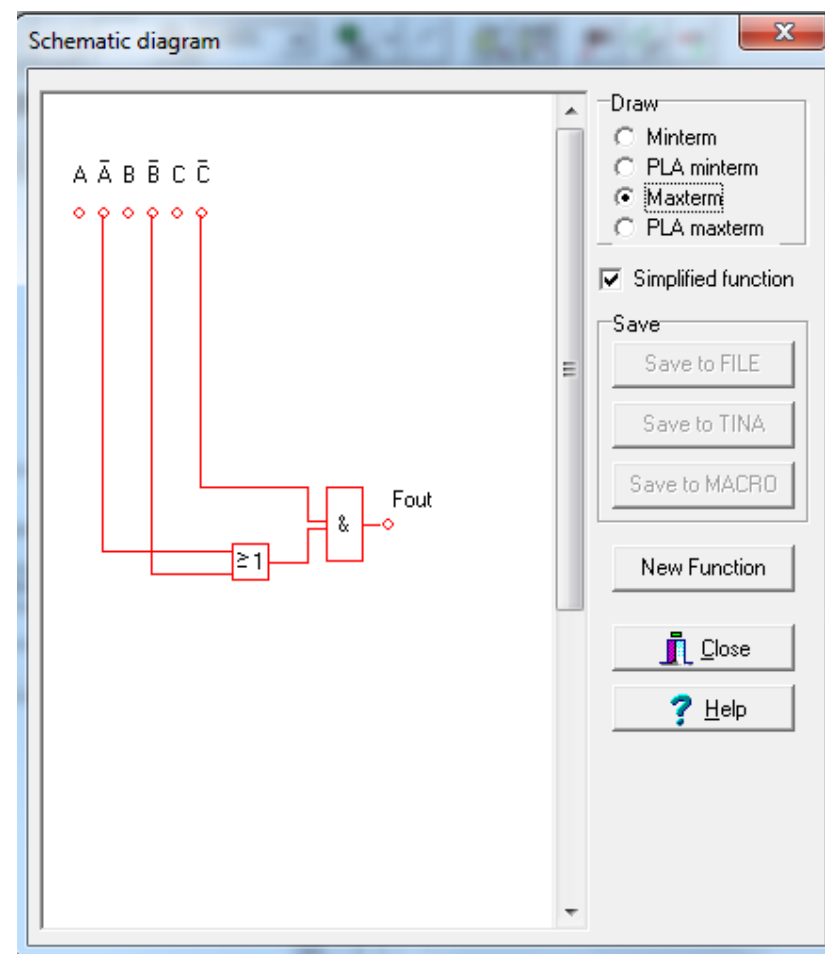 Schematic diagram
A Ā B B̄ C C̄
Fout
&
≥1
Draw
Minterm
PLA minterm
Maxterm
PLA maxterm
Simplified function
Save
Save to FILE
Save to TINA
Save to MACRO
New Function
Close
? Help